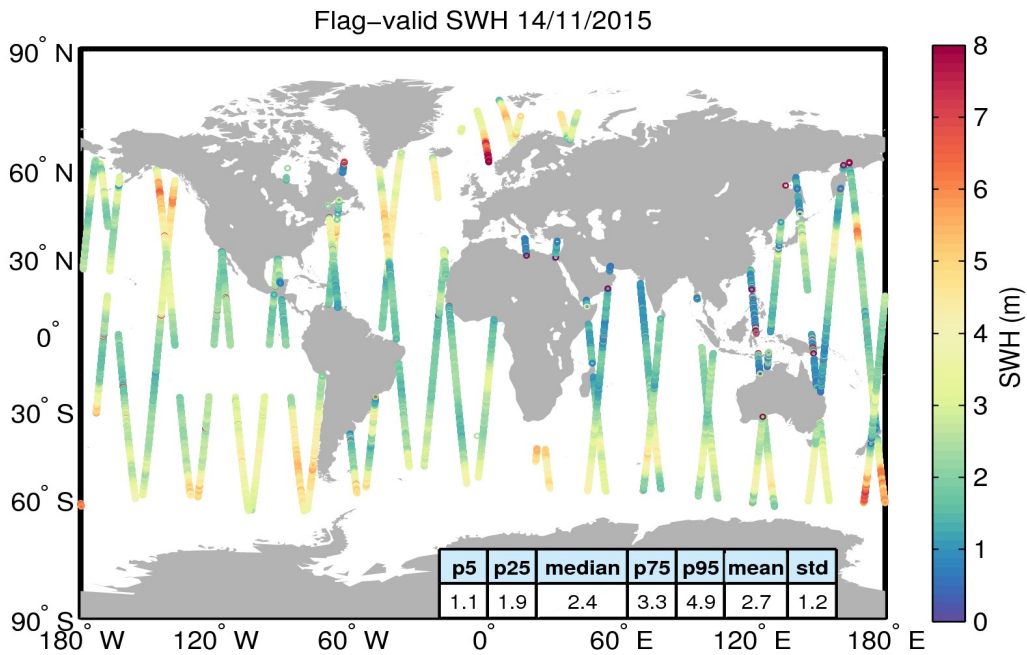 Flag−valid SWH 14/11/2015
90° N
60° N
30° N
0°
30° S
60° S
90° S
180° W
120° W
60° W
0°
60° E
120° E
180° E
p5 p25 median p75 p95 mean std
1.1 1.9 2.4 3.3 4.9 2.7 1.2
8
7
6
5
4
3
2
1
0
SWH (m)